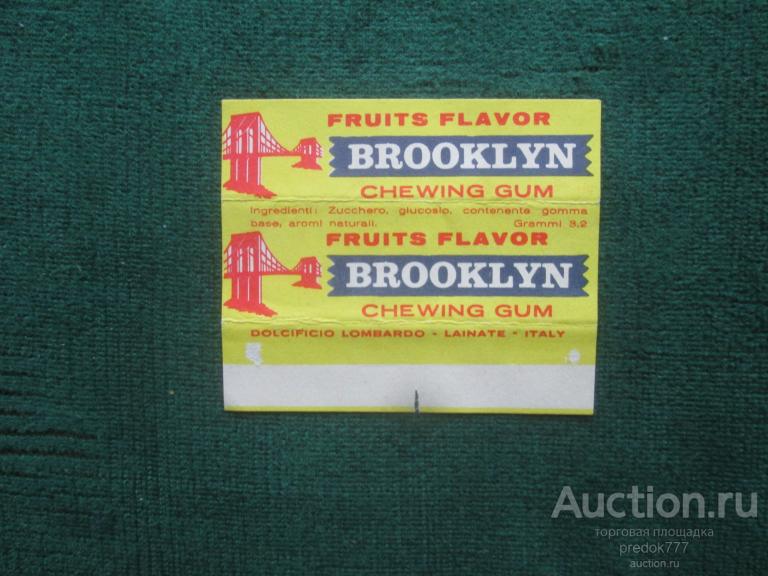 FRUITS FLAVOR
BROOKLYN
CHEWING GUM
Ingredienti: Zucchero, glucosio, contenente gomma
base, aromi naturali. Grammi 3,2
FRUITS FLAVOR
BROOKLYN
CHEWING GUM
DOLCIFICIO LOMBARDO - LAINATE - ITALY
Auction.ru
торговая площадка
predok777
auction.ru